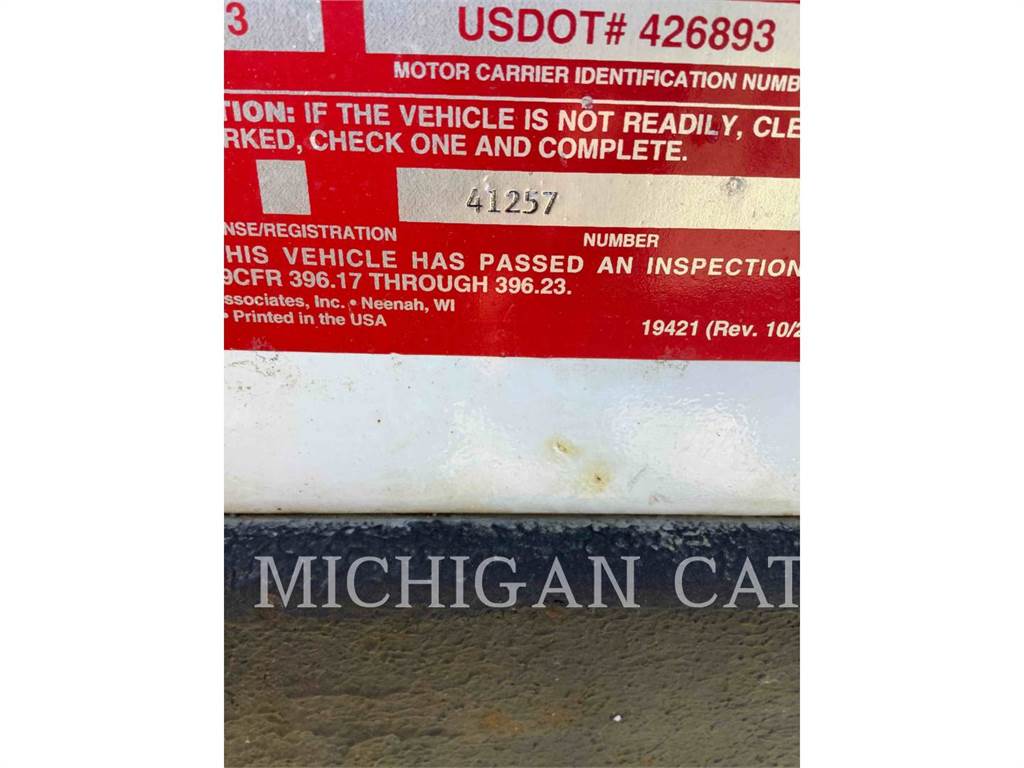 3
USDOT# 426893
MOTOR CARRIER IDENTIFICATION NUMB
TION: IF THE VEHICLE IS NOT READILY, CLE
RKED, CHECK ONE AND COMPLETE.
41257
NSE/REGISTRATION NUMBER
HIS VEHICLE HAS PASSED AN INSPECTION
9CFR 396.17 THROUGH 396.23.
ssociates, Inc. • Neenah, WI
• Printed in the USA
19421 (Rev. 10/2
MICHIGAN CAT